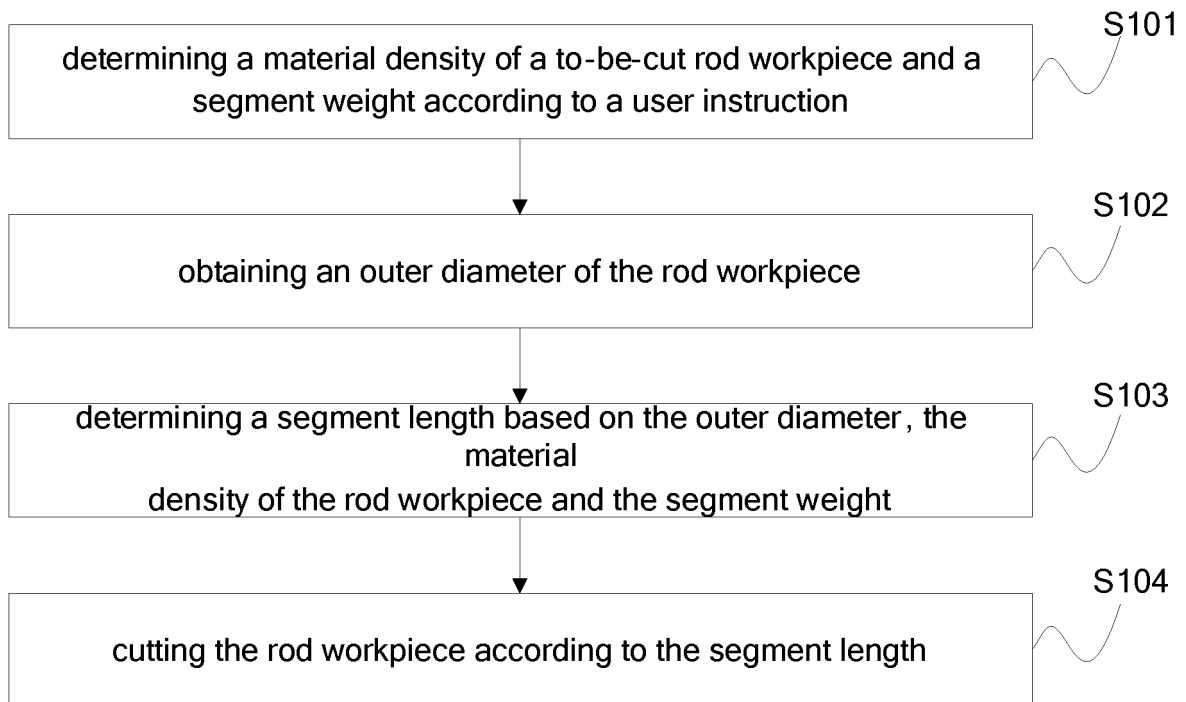 S101
determining a material density of a to-be-cut rod workpiece and a
segment weight according to a user instruction
S102
obtaining an outer diameter of the rod workpiece
S103
determining a segment length based on the outer diameter, the
material
density of the rod workpiece and the segment weight
S104
cutting the rod workpiece according to the segment length